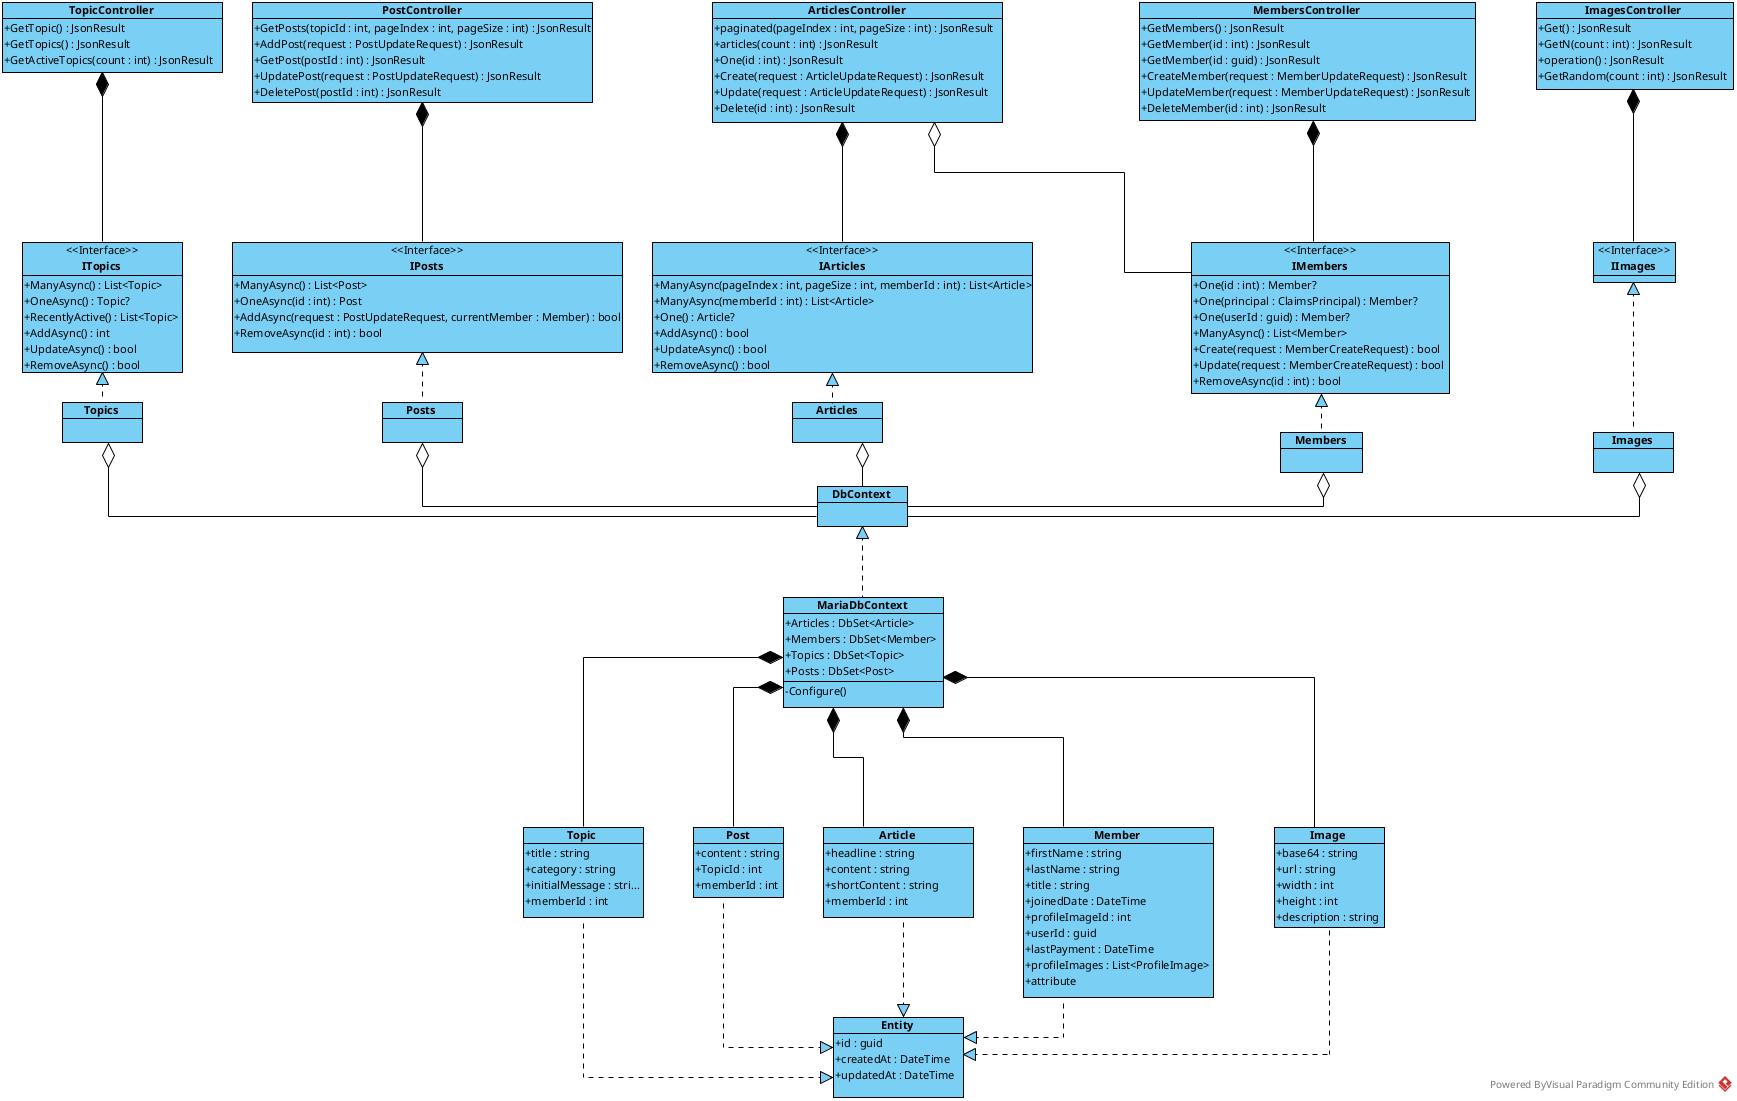 TopicController
+GetTopic() : JsonResult
+GetTopics() : JsonResult
+GetActiveTopics(count : int) : JsonResult
PostController
+GetPosts(topicId : int, pageIndex : int, pageSize : int) : JsonResult
+AddPost(request : PostUpdateRequest) : JsonResult
+GetPost(postId : int) : JsonResult
+UpdatePost(request : PostUpdateRequest) : JsonResult
+DeletePost(postId : int) : JsonResult
ArticlesController
+paginated(pageIndex : int, pageSize : int) : JsonResult
+articles(count : int) : JsonResult
+One(id : int) : JsonResult
+Create(request : ArticleUpdateRequest) : JsonResult
+Update(request : ArticleUpdateRequest) : JsonResult
+Delete(id : int) : JsonResult
MembersController
+GetMembers() : JsonResult
+GetMember(id : int) : JsonResult
+GetMember(id : guid) : JsonResult
+CreateMember(request : MemberUpdateRequest) : JsonResult
+UpdateMember(request : MemberUpdateRequest) : JsonResult
+DeleteMember(id : int) : JsonResult
ImagesController
+Get() : JsonResult
+GetN(count : int) : JsonResult
+operation() : JsonResult
+GetRandom(count : int) : JsonResult
<<Interface>>
ITopics
+ManyAsync() : List<Topic>
+OneAsync() : Topic?
+RecentlyActive() : List<Topic>
+AddAsync() : int
+UpdateAsync() : bool
+RemoveAsync() : bool
<<Interface>>
IPosts
+ManyAsync() : List<Post>
+OneAsync(id : int) : Post
+AddAsync(request : PostUpdateRequest, currentMember : Member) : bool
+RemoveAsync(id : int) : bool
<<Interface>>
IArticles
+ManyAsync(pageIndex : int, pageSize : int, memberId : int) : List<Article>
+ManyAsync(memberId : int) : List<Article>
+One() : Article?
+AddAsync() : bool
+UpdateAsync() : bool
+RemoveAsync() : bool
<<Interface>>
IMembers
+One(id : int) : Member?
+One(principal : ClaimsPrincipal) : Member?
+One(userId : guid) : Member?
+ManyAsync() : List<Member>
+Create(request : MemberCreateRequest) : bool
+Update(request : MemberCreateRequest) : bool
+RemoveAsync(id : int) : bool
<<Interface>>
IImages
Topics
Posts
Articles
Members
Images
DbContext
MariaDbContext
+Articles : DbSet<Article>
+Members : DbSet<Member>
+Topics : DbSet<Topic>
+Posts : DbSet<Post>
-Configure()
Topic
+title : string
+category : string
+initialMessage : stri...
+memberId : int
Post
+content : string
+TopicId : int
+memberId : int
Article
+headline : string
+content : string
+shortContent : string
+memberId : int
Member
+firstName : string
+lastName : string
+title : string
+joinedDate : DateTime
+profileImageId : int
+userId : guid
+lastPayment : DateTime
+profileImages : List<ProfileImage>
+attribute
Image
+base64 : string
+url : string
+width : int
+height : int
+description : string
Entity
+id : guid
+createdAt : DateTime
+updatedAt : DateTime
Powered ByVisual Paradigm Community Edition